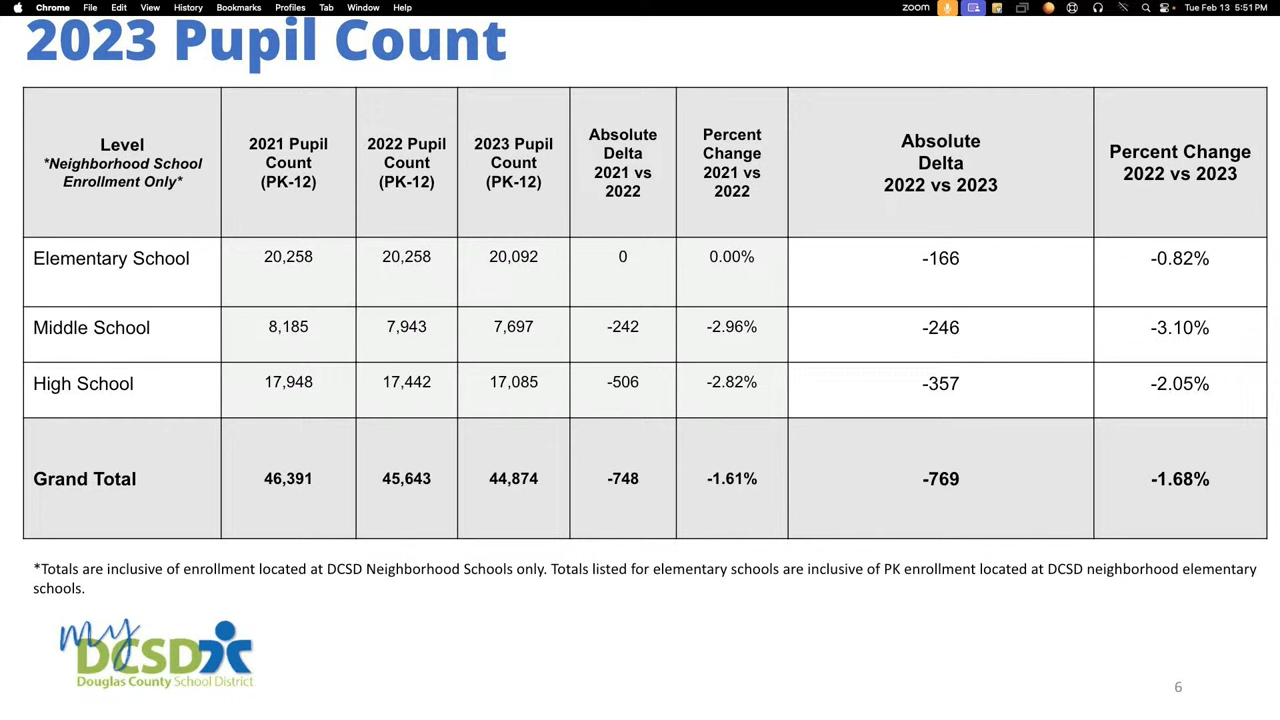 Chrome File Edit View History Bookmarks Profiles Tab Window Help zoom Tue Feb 13 5:51 PM
2023 Pupil Count
Level
*Neighborhood School
Enrollment Only*
2021 Pupil
Count
(PK-12)
2022 Pupil
Count
(PK-12)
2023 Pupil
Count
(PK-12)
Absolute
Delta
2021 vs
2022
Percent
Change
2021 vs
2022
Absolute
Delta
2022 vs 2023
Percent Change
2022 vs 2023
Elementary School 20,258 20,258 20,092 0 0.00% -166 -0.82%
Middle School 8,185 7,943 7,697 -242 -2.96% -246 -3.10%
High School 17,948 17,442 17,085 -506 -2.82% -357 -2.05%
Grand Total 46,391 45,643 44,874 -748 -1.61% -769 -1.68%
*Totals are inclusive of enrollment located at DCSD Neighborhood Schools only. Totals listed for elementary schools are inclusive of PK enrollment located at DCSD neighborhood elementary
schools.
my
DCSD
Douglas County School District
6